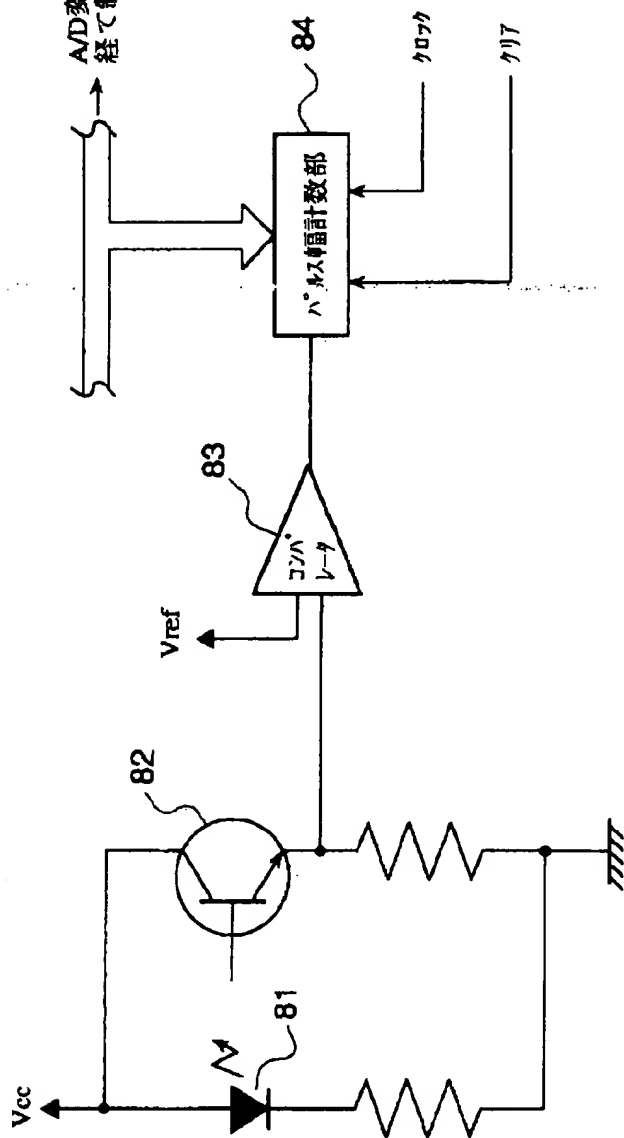 Vcc
81
82
Vref
83
コンパ
レータ
パルス幅計数部
84
クロック
クリア
A/D変
経て